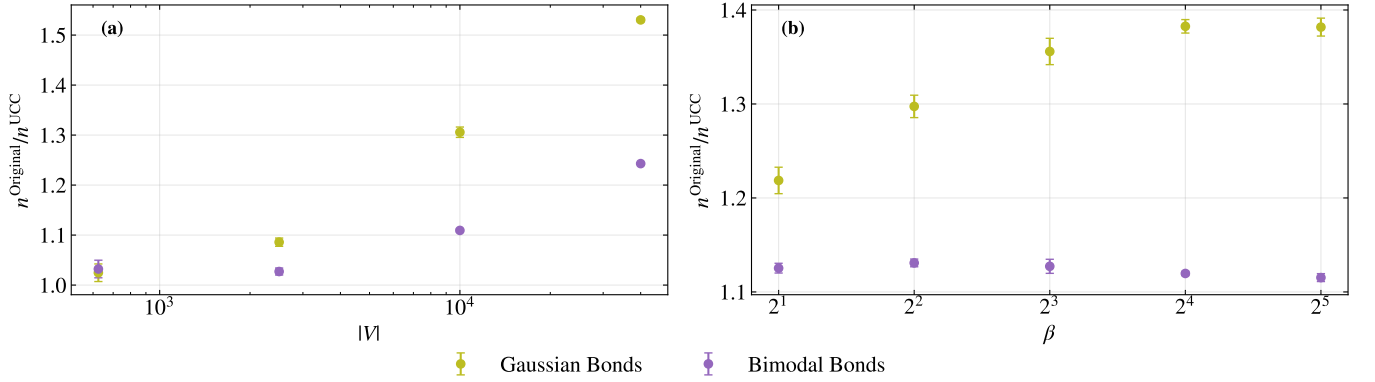 (a)
n^Original/n^UCC
1.5
1.4
1.3
1.2
1.1
1.0
10^3
10^4
|V|
(b)
n^Original/n^UCC
1.4
1.3
1.2
1.1
2^1
2^2
2^3
2^4
2^5
β
Gaussian Bonds
Bimodal Bonds